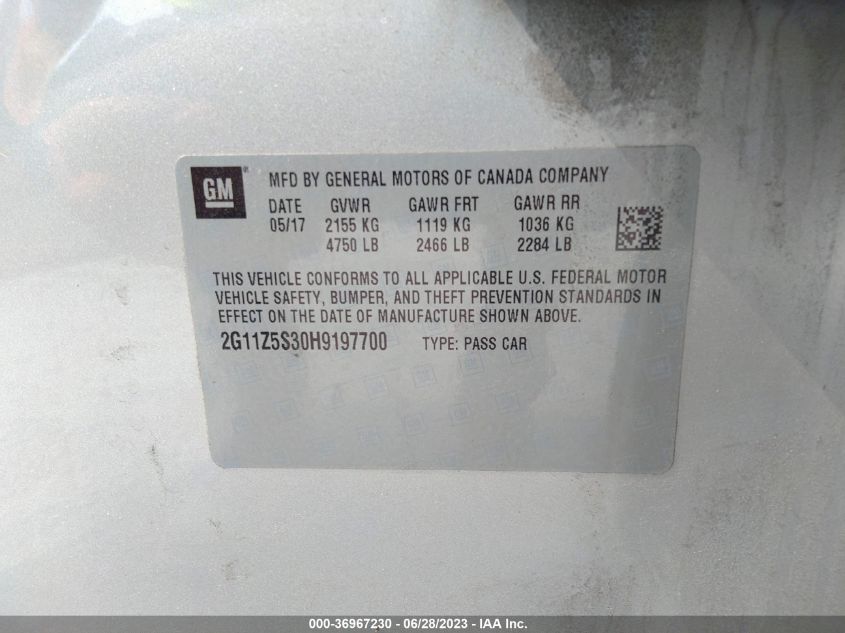 GM
MFD BY GENERAL MOTORS OF CANADA COMPANY
DATE GVWR GAWR FRT GAWR RR
05/17 2155 KG 1119 KG 1036 KG
4750 LB 2466 LB 2284 LB
THIS VEHICLE CONFORMS TO ALL APPLICABLE U.S. FEDERAL MOTOR
VEHICLE SAFETY, BUMPER, AND THEFT PREVENTION STANDARDS IN
EFFECT ON THE DATE OF MANUFACTURE SHOWN ABOVE.
2G11Z5S30H9197700 TYPE: PASS CAR
000-36967230 - 06/28/2023 - IAA Inc.